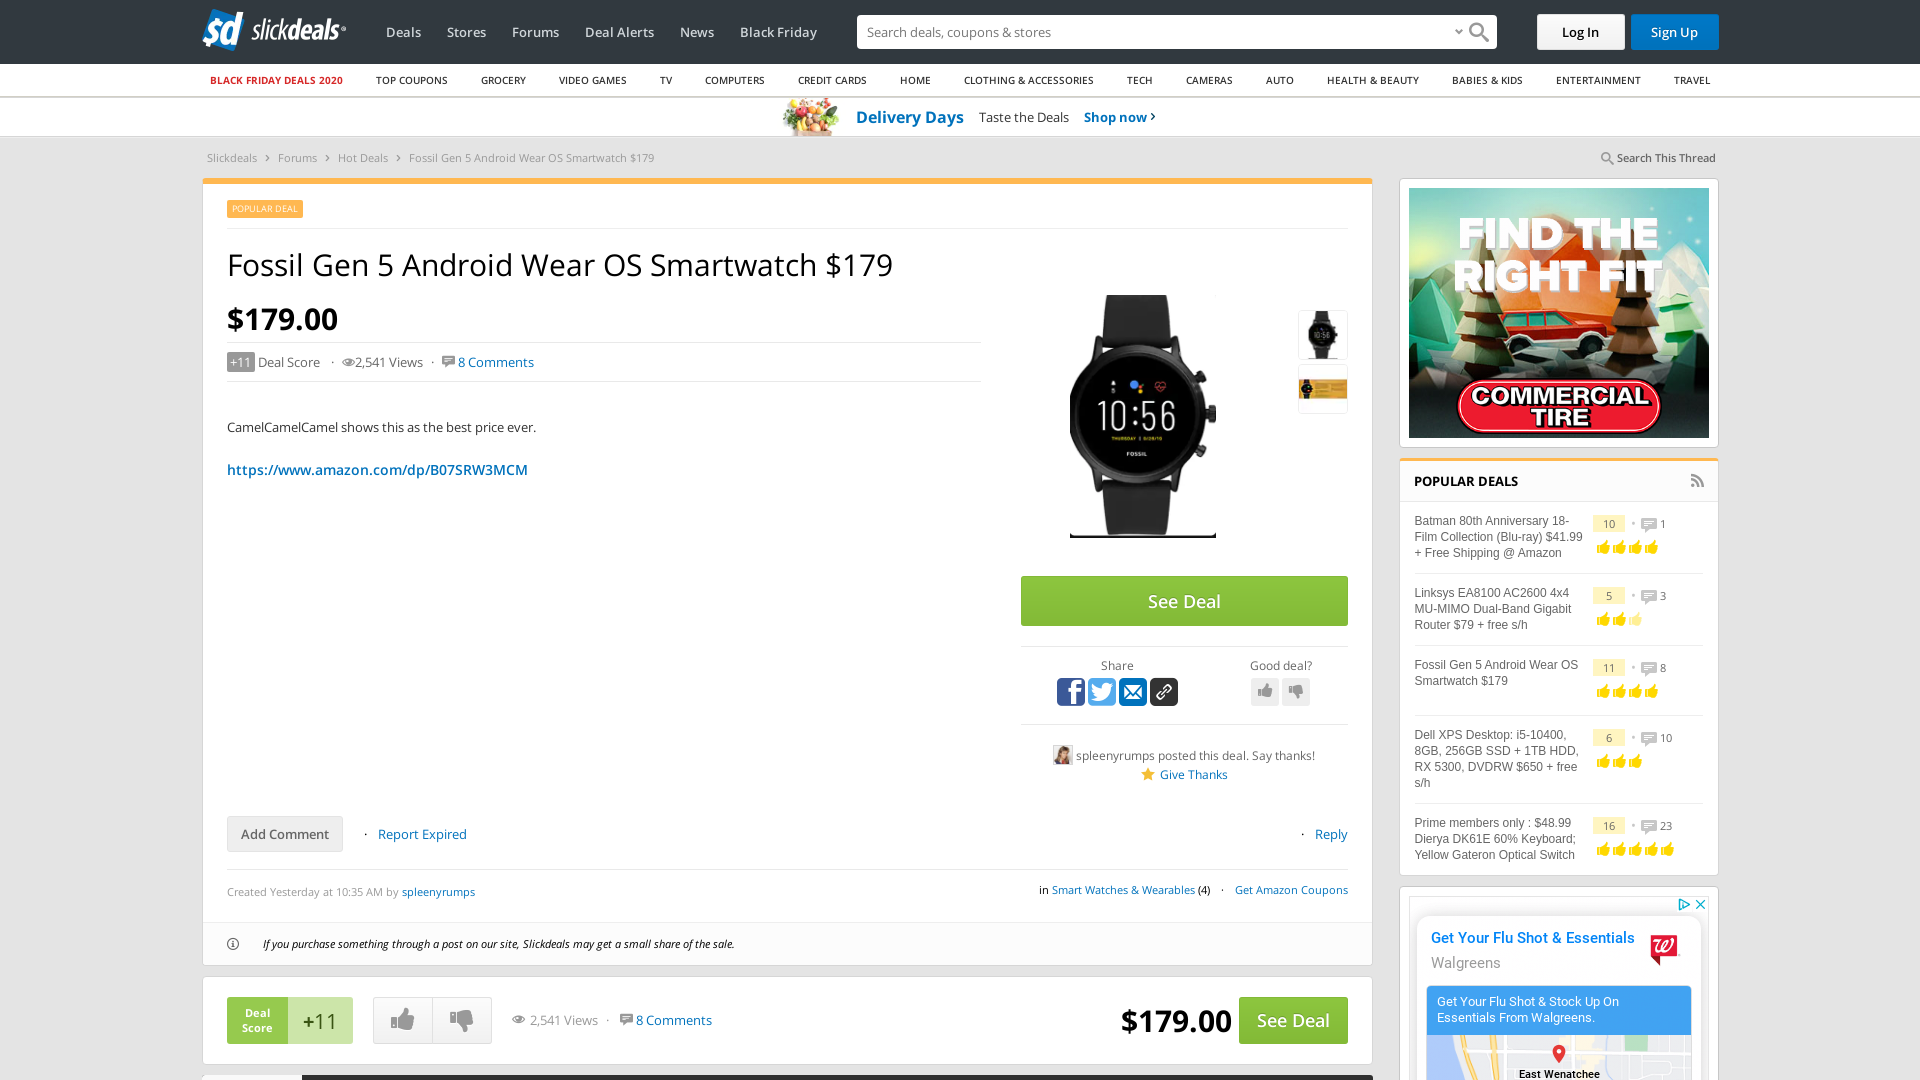 slickdeals
Deals Stores Forums Deal Alerts News Black Friday
Search deals, coupons & shops
Log In
Sign Up
BLACK FRIDAY DEALS 2020 TOP COUPONS GROCERY VIDEO GAMES TV COMPUTERS CREDIT CARDS HOME CLOTHING & ACCESSORIES TECH CAMERAS AUTO HEALTH & BEAUTY BABIES & KIDS ENTERTAINMENT TRAVEL
Delivery Days Taste the Deals Shop now ›
Slickdeals › Forums › Hot Deals › Fossil Gen 5 Android Wear OS Smartwatch $179
Search This Thread
POPULAR DEAL
Fossil Gen 5 Android Wear OS Smartwatch $179
$179.00
+11 Deal Score · 2,541 Views · 8 Comments
CamelCamelCamel shows this as the best price ever.
https://www.amazon.com/dp/B07SRW3MCM
10:56
FOSSIL
See Deal
Share
Good deal?
spleenyrumps posted this deal. Say thanks!
Give Thanks
Add Comment · Report Expired
· Reply
Created Yesterday at 10:35 AM by spleenyrumps
in Smart Watches & Wearables (4) · Get Amazon Coupons
If you purchase something through a post on our site, Slickdeals may get a small share of the sale.
Deal
Score
+11
2,541 Views · 8 Comments
$179.00
See Deal
FIND THE
RIGHT FIT
COMMERCIAL
TIRE
POPULAR DEALS
Batman 80th Anniversary 18-
Film Collection (Blu-ray) $41.99
+ Free Shipping @ Amazon
10 • 1
Linksys EA8100 AC2600 4x4
MU-MIMO Dual-Band Gigabit
Router $79 + free s/h
5 • 3
Fossil Gen 5 Android Wear OS
Smartwatch $179
11 • 8
Dell XPS Desktop: i5-10400,
8GB, 256GB SSD + 1TB HDD,
RX 5300, DVDRW $650 + free
s/h
6 • 10
Prime members only : $48.99
Dierya DK61E 60% Keyboard;
Yellow Gateron Optical Switch
16 • 23
Get Your Flu Shot & Essentials
Walgreens
Get Your Flu Shot & Stock Up On
Essentials From Walgreens.
East Wenatchee